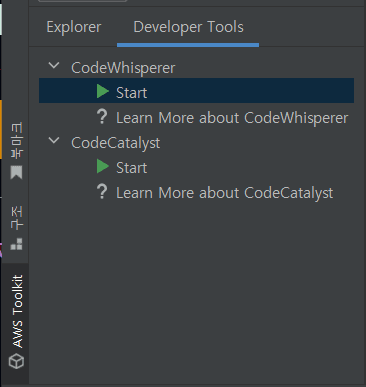 Explorer
Developer Tools
CodeWhisperer
Start
? Learn More about CodeWhisperer
CodeCatalyst
Start
? Learn More about CodeCatalyst
북마크
구조
AWS Toolkit